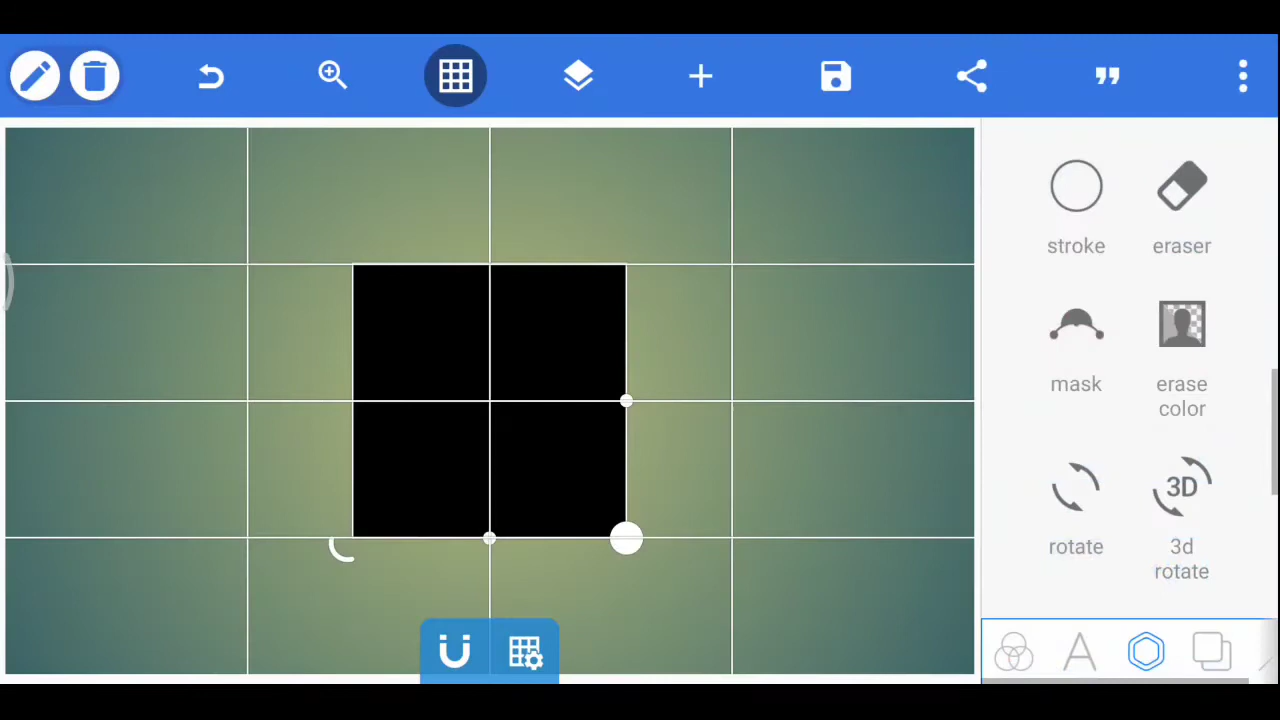 stroke
eraser
mask
erase
color
3D
rotate
3d
rotate